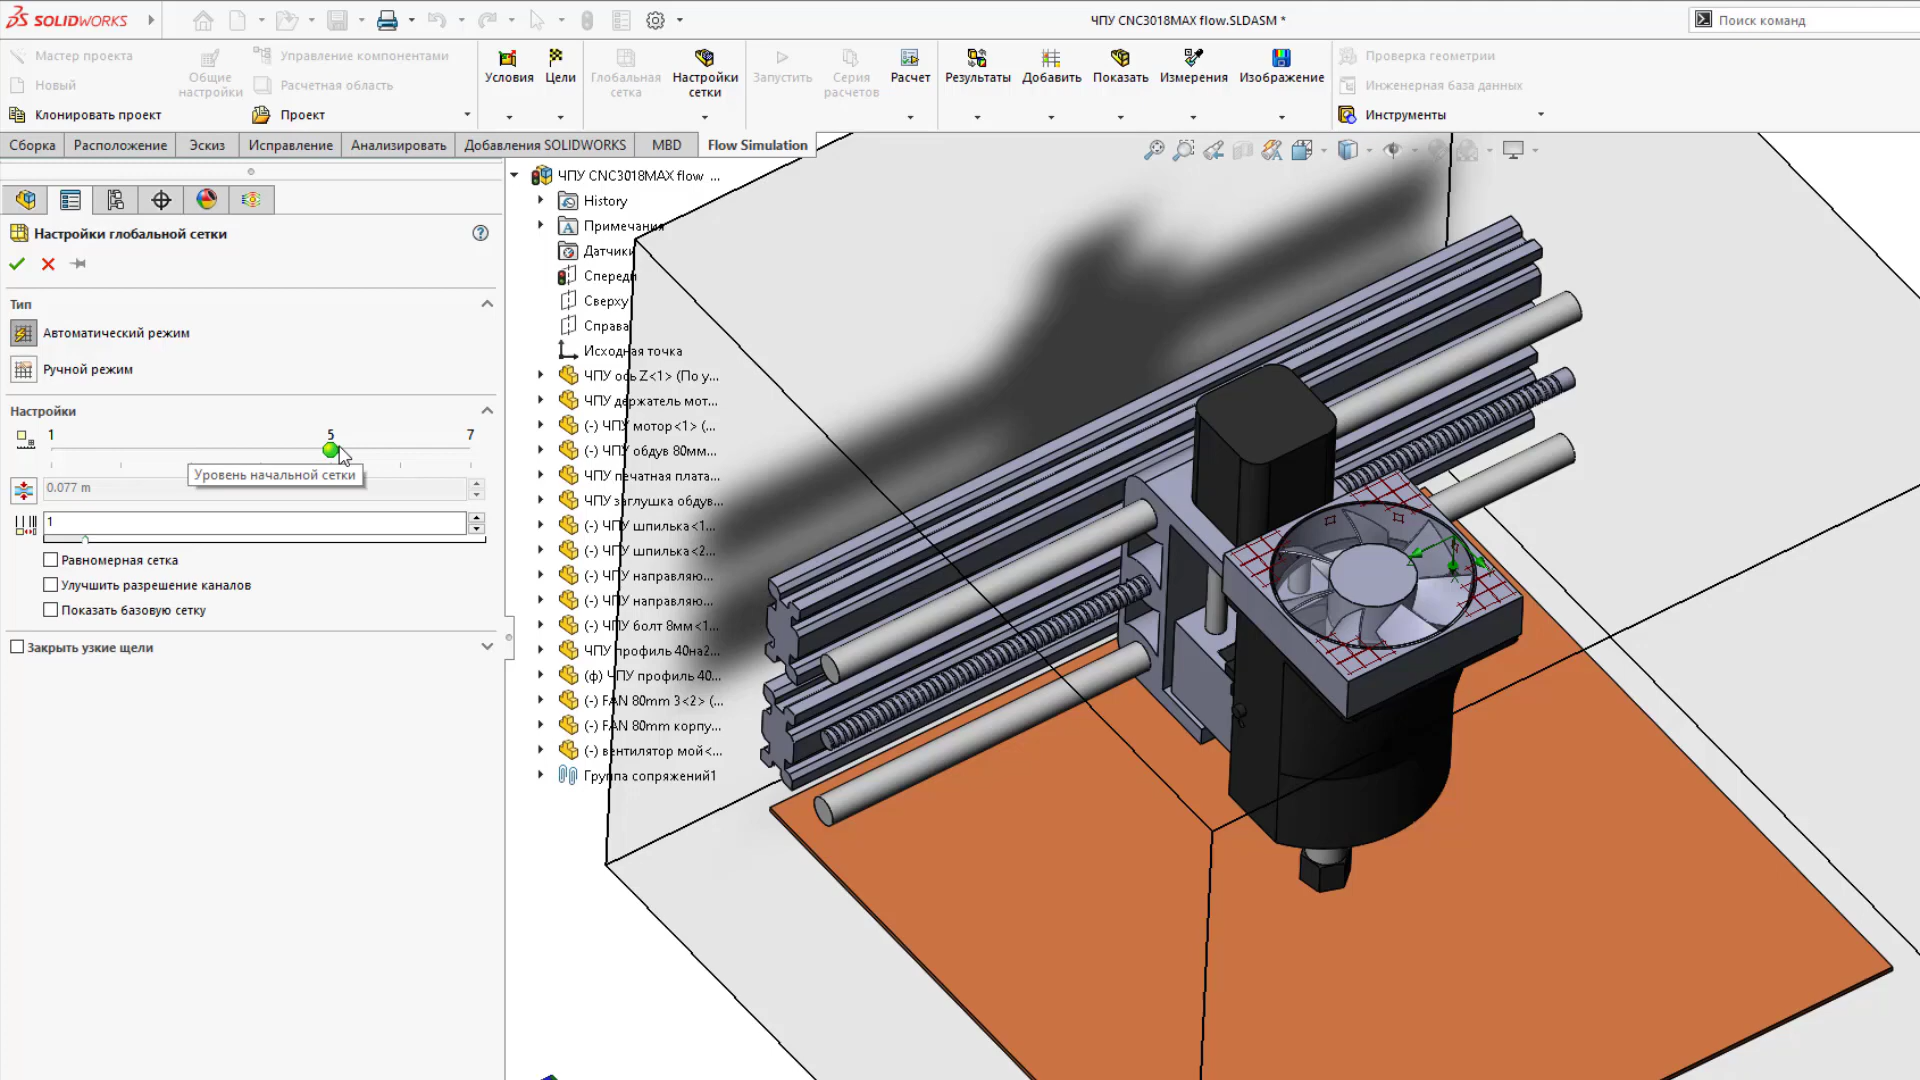 SOLIDWORKS
ЧПУ CNC3018MAX flow.SLDASM *
Поиск команд
Мастер проекта
Новый
Клонировать проект
Общие настройки
Управление компонентами
Расчетная область
Проект
Условия
Цели
Глобальная сетка
Настройки сетки
Запустить
Серия расчетов
Расчет
Результаты
Добавить
Показать
Измерения
Изображение
Проверка геометрии
Инженерная база данных
Инструменты
Сборка
Расположение
Эскиз
Исправление
Анализировать
Добавления SOLIDWORKS
MBD
Flow Simulation
Настройки глобальной сетки
Тип
Автоматический режим
Ручной режим
Настройки
1
5
7
Уровень начальной сетки
0.077 m
1
Равномерная сетка
Улучшить разрешение каналов
Показать базовую сетку
Закрыть узкие щели
ЧПУ CNC3018MAX flow ...
History
Примечания
Датчики
Спереди
Сверху
Справа
Исходная точка
ЧПУ ось Z<1> (По у...
ЧПУ держатель мот...
(-) ЧПУ мотор<1> (...
(-) ЧПУ обдув 80мм...
ЧПУ печатная плата...
ЧПУ заглушка обдув...
(-) ЧПУ шпилька<1...
(-) ЧПУ шпилька<2...
(-) ЧПУ направляю...
(-) ЧПУ направляю...
(-) ЧПУ болт 8мм<1...
ЧПУ профиль 40на2...
(ф) ЧПУ профиль 40...
(-) FAN 80mm 3<2> (...
(-) FAN 80mm корпу...
(-) вентилятор мой<...
Группа сопряжений1